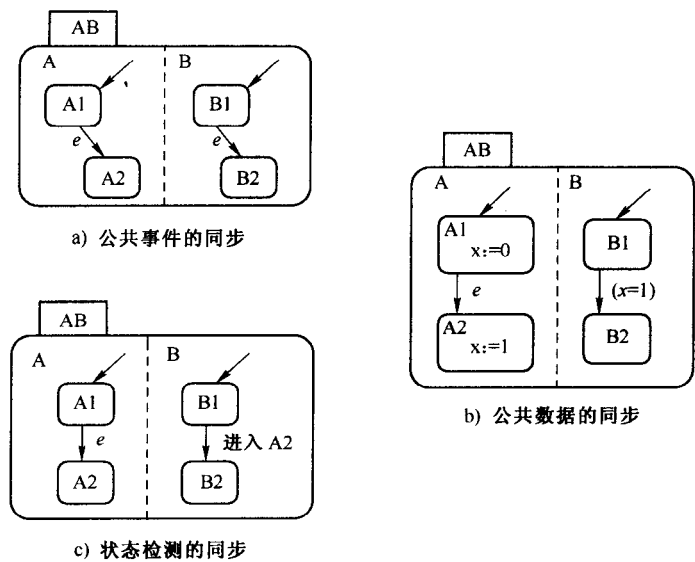 AB
A
B
A1
B1
e
e
A2
B2
a) 公共事件的同步
AB
A
B
A1
x:=0
B1
e
(x=1)
A2
x:=1
B2
b) 公共数据的同步
AB
A
B
A1
B1
e
进入 A2
A2
B2
c) 状态检测的同步